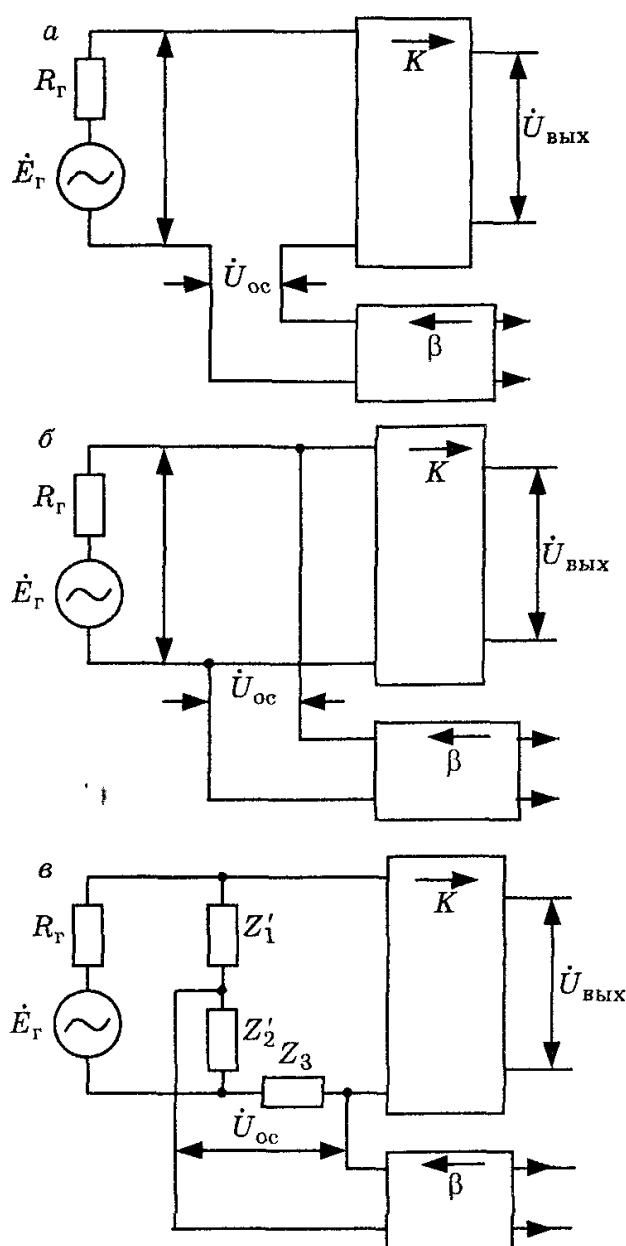 а
K
R_г
U̇_вых
Ė_г
U̇_ос
β
б
K
R_г
U̇_вых
Ė_г
U̇_ос
β
в
K
R_г
Z′_1
U̇_вых
Ė_г
Z′_2
Z_3
U̇_ос
β